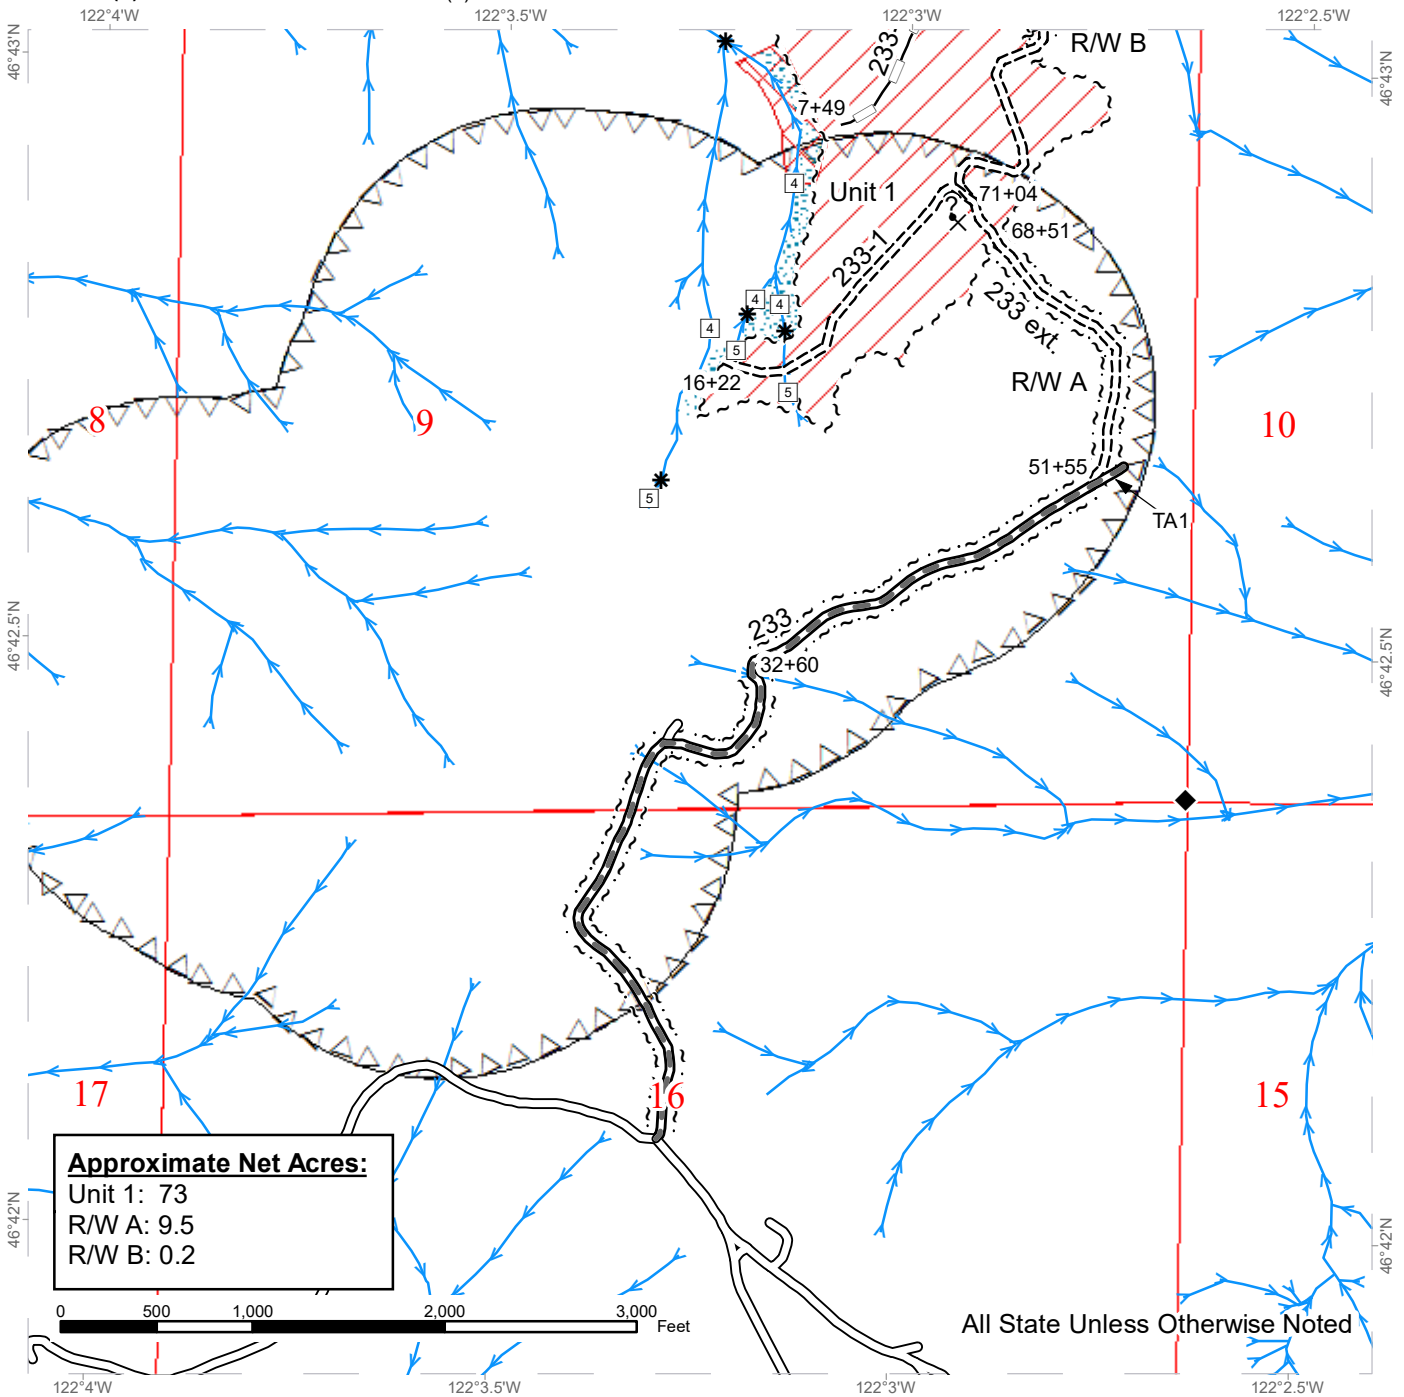 122°4'W
122°3.5'W
122°3'W
122°2.5'W
46°43'N
46°43'N
R/W B
233-
7+49
4
Unit 1
71+04
68+51
233-1
233 ext.
4
4
4
5
R/W A
16+22
5
8
9
10
51+55
5
TA1
233
46°42.5'N
46°42.5'N
32+60
17
16
15
Approximate Net Acres:
Unit 1: 73
R/W A: 9.5
R/W B: 0.2
46°42'N
46°42'N
0 500 1,000 2,000 3,000
Feet
All State Unless Otherwise Noted
122°4'W
122°3.5'W
122°3'W
122°2.5'W